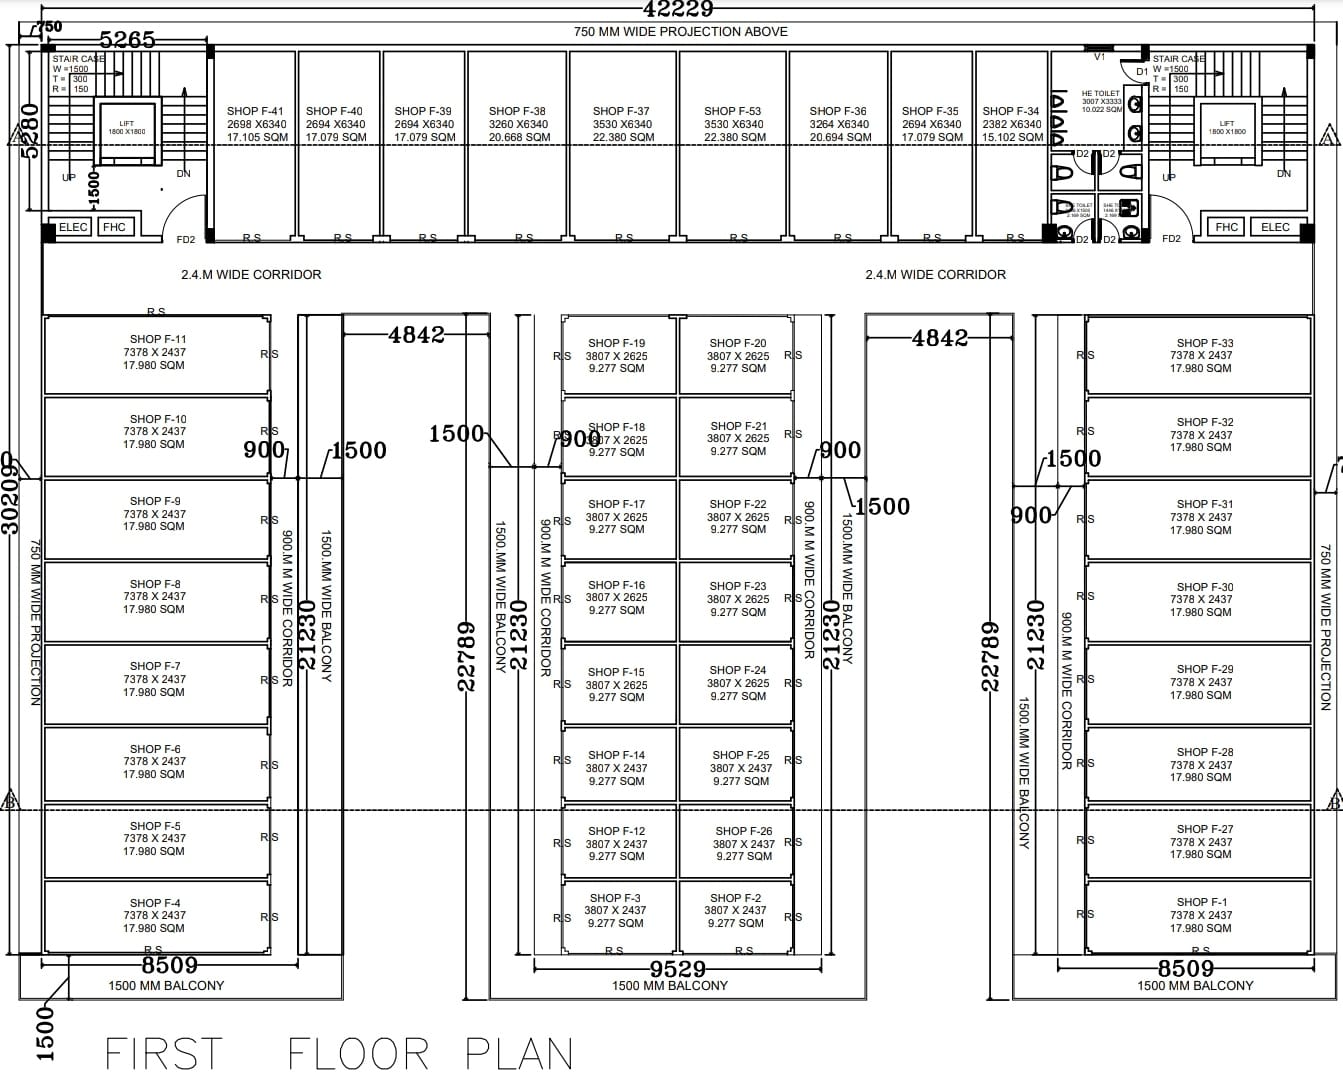 42229
750
750 MM WIDE PROJECTION ABOVE
5265
STAIR CASE
W =1500
T = 300
R = 150
LIFT
1800 X1800
UP
DN
1500
5280
A
ELEC
FHC
FD2
SHOP F-41
2698 X6340
17.105 SQM
R.S
SHOP F-40
2694 X6340
17.079 SQM
R.S
SHOP F-39
2694 X6340
17.079 SQM
R.S
SHOP F-38
3260 X6340
20.668 SQM
R.S
SHOP F-37
3530 X6340
22.380 SQM
R.S
SHOP F-53
3530 X6340
22.380 SQM
R.S
SHOP F-36
3264 X6340
20.694 SQM
R.S
SHOP F-35
2694 X6340
17.079 SQM
R.S
SHOP F-34
2382 X6340
15.102 SQM
R.S
V1
D1
HE TOILET
3007 X3333
10.022 SQM
D2
D2
D2
D2
STAIR CASE
W =1500
T = 300
R = 150
LIFT
1800 X1800
UP
DN
A
FD2
FHC
ELEC
2.4.M WIDE CORRIDOR
2.4.M WIDE CORRIDOR
R.S
SHOP F-11
7378 X 2437
17.980 SQM
R.S
SHOP F-10
7378 X 2437
17.980 SQM
R.S
SHOP F-9
7378 X 2437
17.980 SQM
R.S
SHOP F-8
7378 X 2437
17.980 SQM
R.S
SHOP F-7
7378 X 2437
17.980 SQM
R.S
SHOP F-6
7378 X 2437
17.980 SQM
R.S
SHOP F-5
7378 X 2437
17.980 SQM
R.S
SHOP F-4
7378 X 2437
17.980 SQM
R.S
R.S
30209
750 MM WIDE PROJECTION
B
900
1500
900.M M WIDE CORRIDOR
21230
1500.MM WIDE BALCONY
4842
22789
1500
900
1500.MM WIDE BALCONY
21230
900.M M WIDE CORRIDOR
SHOP F-19
3807 X 2625
9.277 SQM
R.S
SHOP F-20
3807 X 2625
9.277 SQM
R.S
SHOP F-18
3807 X 2625
9.277 SQM
R.S
SHOP F-21
3807 X 2625
9.277 SQM
R.S
SHOP F-17
3807 X 2625
9.277 SQM
R.S
SHOP F-22
3807 X 2625
9.277 SQM
R.S
SHOP F-16
3807 X 2625
9.277 SQM
R.S
SHOP F-23
3807 X 2625
9.277 SQM
R.S
SHOP F-15
3807 X 2625
9.277 SQM
R.S
SHOP F-24
3807 X 2625
9.277 SQM
R.S
SHOP F-14
3807 X 2437
9.277 SQM
R.S
SHOP F-25
3807 X 2437
9.277 SQM
R.S
SHOP F-12
3807 X 2437
9.277 SQM
R.S
SHOP F-26
3807 X 2437
9.277 SQM
R.S
SHOP F-3
3807 X 2437
9.277 SQM
R.S
R.S
SHOP F-2
3807 X 2437
9.277 SQM
R.S
R.S
900
1500
900.M M WIDE CORRIDOR
21230
1500.MM WIDE BALCONY
4842
22789
1500
900
1500.MM WIDE BALCONY
21230
900.M M WIDE CORRIDOR
SHOP F-33
7378 X 2437
17.980 SQM
R.S
SHOP F-32
7378 X 2437
17.980 SQM
R.S
SHOP F-31
7378 X 2437
17.980 SQM
R.S
SHOP F-30
7378 X 2437
17.980 SQM
R.S
SHOP F-29
7378 X 2437
17.980 SQM
R.S
SHOP F-28
7378 X 2437
17.980 SQM
R.S
SHOP F-27
7378 X 2437
17.980 SQM
R.S
SHOP F-1
7378 X 2437
17.980 SQM
R.S
R.S
750 MM WIDE PROJECTION
B
8509
1500 MM BALCONY
1500
9529
1500 MM BALCONY
8509
1500 MM BALCONY
FIRST FLOOR PLAN